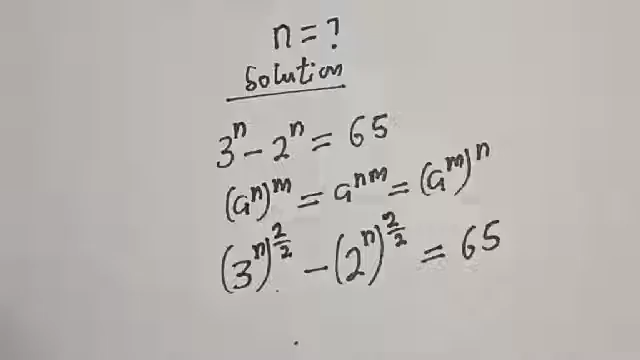 n = ?
Solution
3^n - 2^n = 65
(a^n)^m = a^{nm} = (a^m)^n
(3^n)^{2/2} - (2^n)^{2/2} = 65